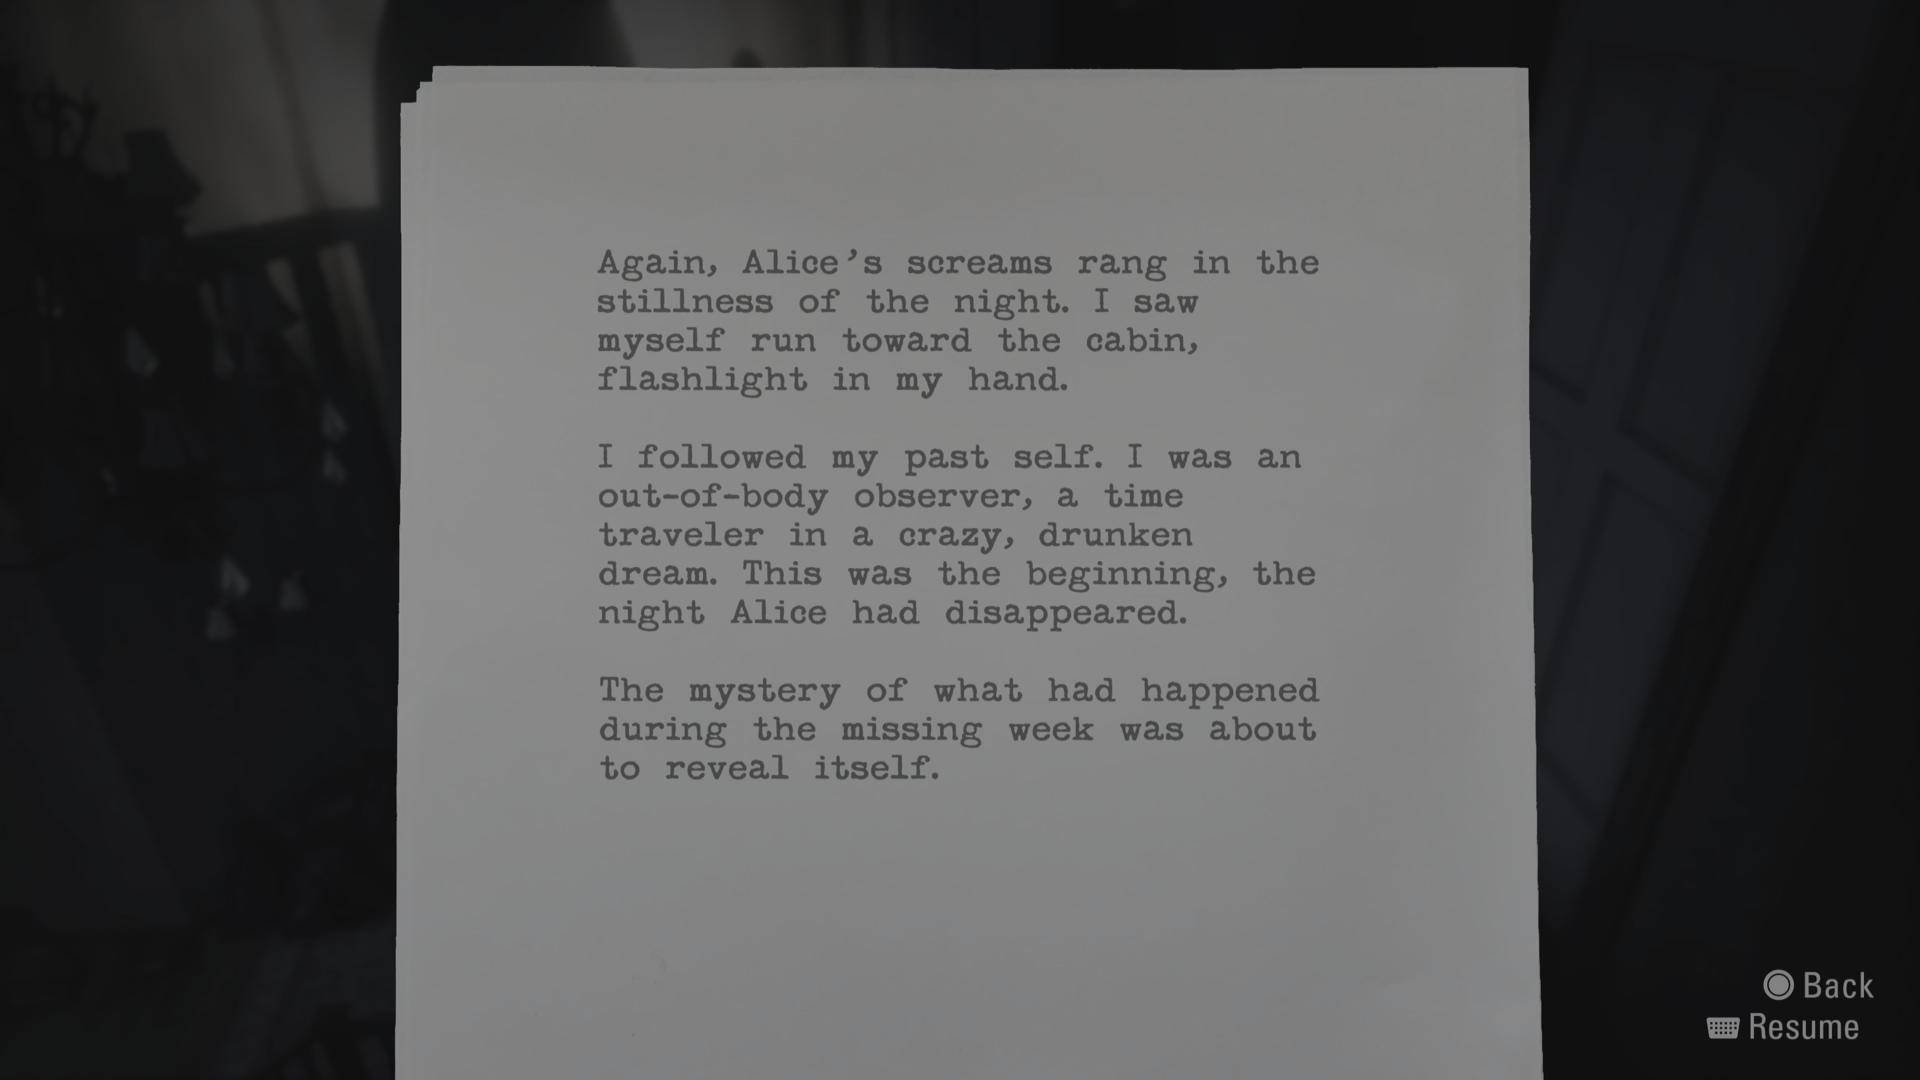 Again, Alice’s screams rang in the
stillness of the night. I saw
myself run toward the cabin,
flashlight in my hand.
I followed my past self. I was an
out-of-body observer, a time
traveler in a crazy, drunken
dream. This was the beginning, the
night Alice had disappeared.
The mystery of what had happened
during the missing week was about
to reveal itself.
Back
Resume